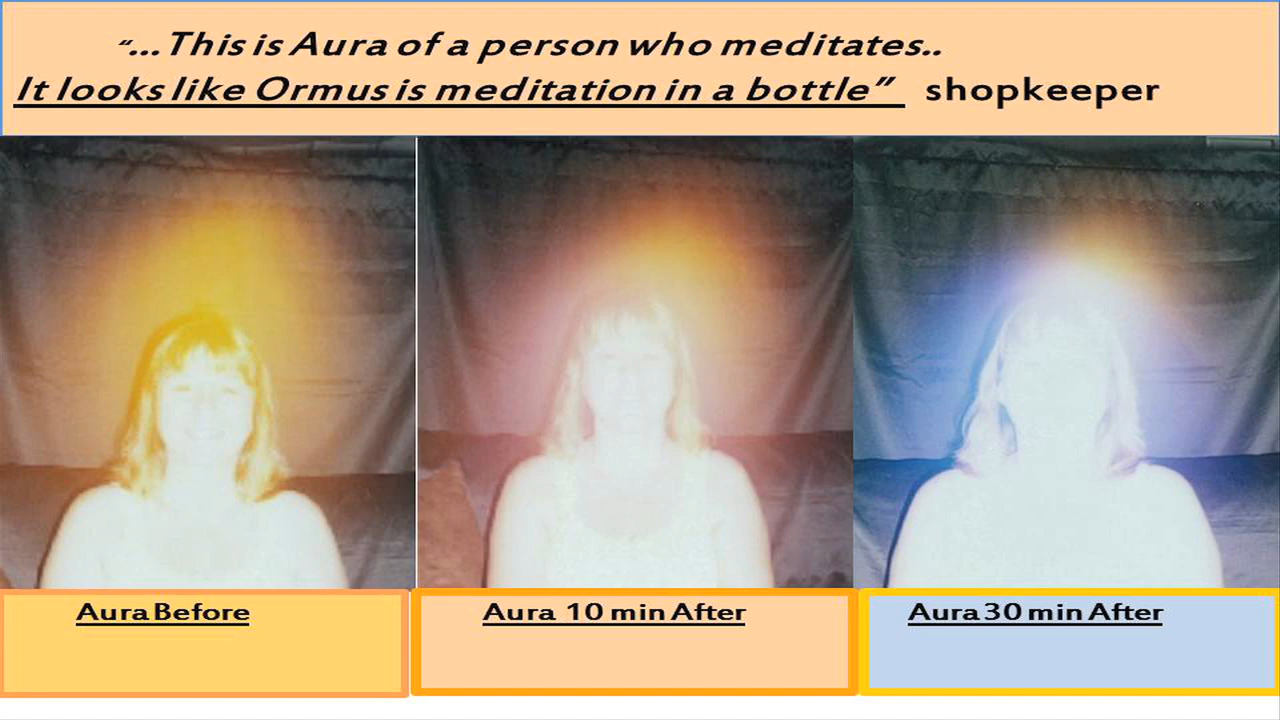 “...This is Aura of a person who meditates..
It looks like Ormus is meditation in a bottle” shopkeeper
Aura Before
Aura 10 min After
Aura 30 min After